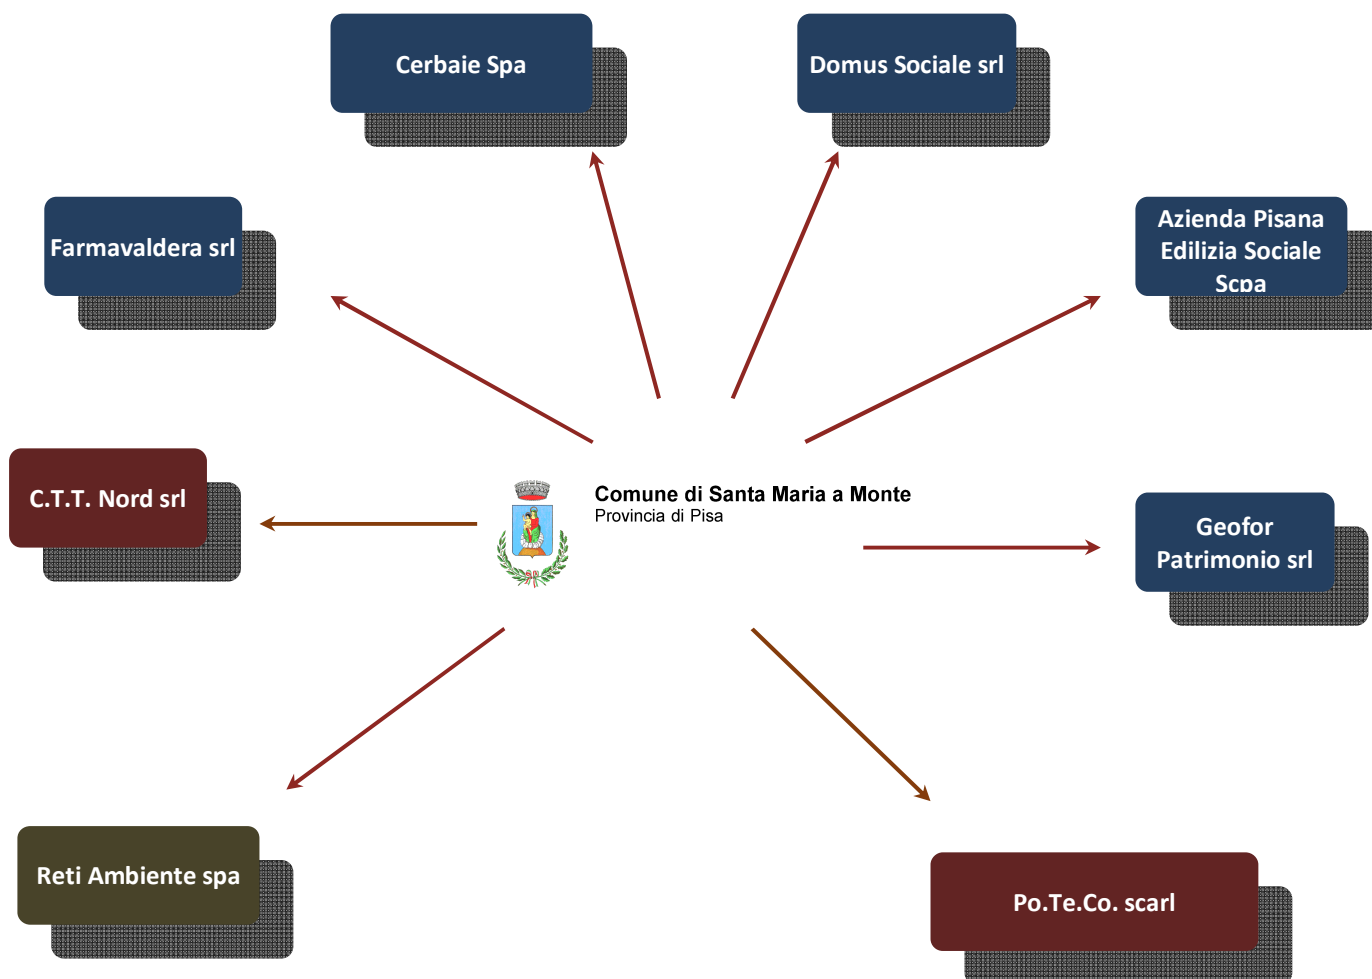 Cerbaie Spa
Domus Sociale srl
Farmavaldera srl
Azienda Pisana
Edilizia Sociale
Scpa
C.T.T. Nord srl
Comune di Santa Maria a Monte
Provincia di Pisa
Geofor
Patrimonio srl
Reti Ambiente spa
Po.Te.Co. scarl